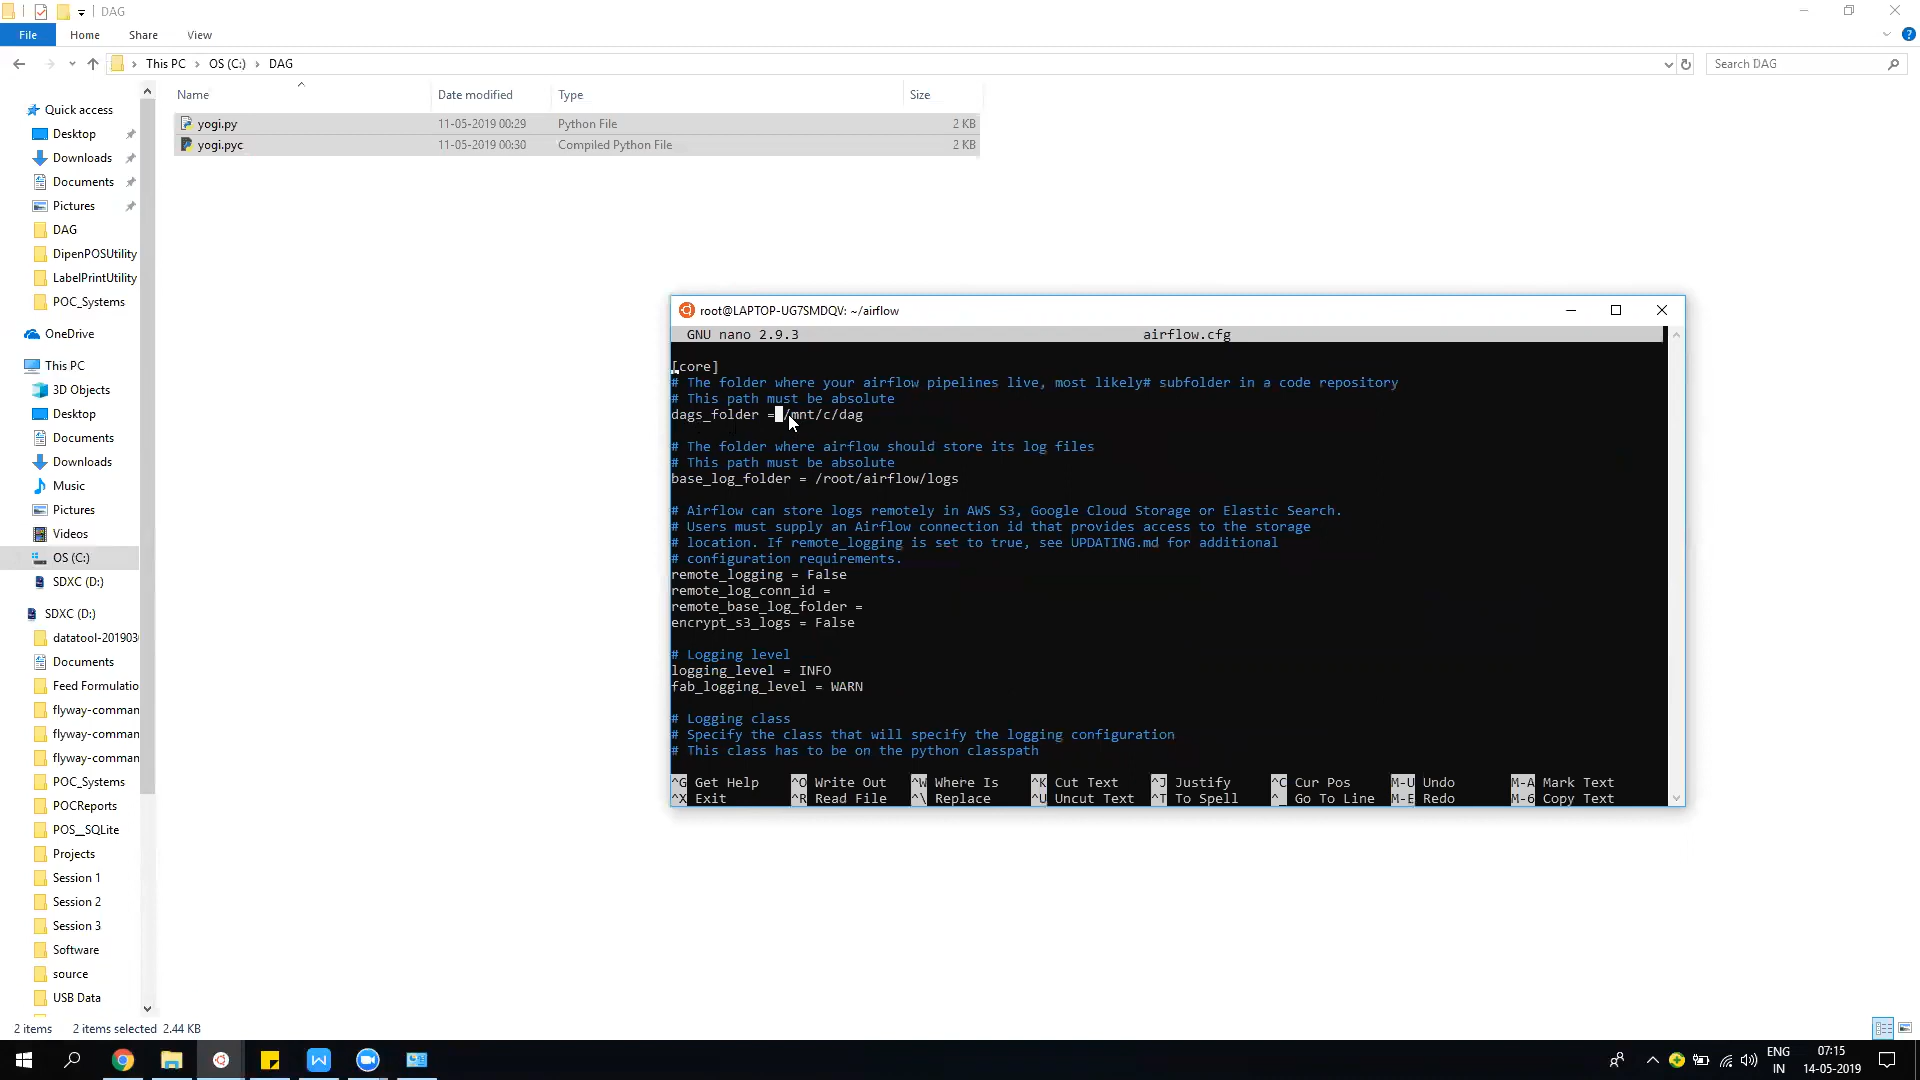 DAG
File Home Share View
This PC OS (C:) DAG
Search DAG
Name Date modified Type Size
yogi.py 11-05-2019 00:29 Python File 2 KB
yogi.pyc 11-05-2019 00:30 Compiled Python File 2 KB
Quick access
Desktop
Downloads
Documents
Pictures
DAG
DipenPOSUtility
LabelPrintUtility
POC_Systems
OneDrive
This PC
3D Objects
Desktop
Documents
Downloads
Music
Pictures
Videos
OS (C:)
SDXC (D:)
SDXC (D:)
datatool-201903
Documents
Feed Formulatio
flyway-comman
flyway-comman
flyway-comman
POC_Systems
POCReports
POS__SQLite
Projects
Session 1
Session 2
Session 3
Software
source
USB Data
2 items 2 items selected 2.44 KB
root@LAPTOP-UG7SMDQV: ~/airflow
GNU nano 2.9.3 airflow.cfg
[core]
# The folder where your airflow pipelines live, most likely# subfolder in a code repository
# This path must be absolute
dags_folder = /mnt/c/dag
# The folder where airflow should store its log files
# This path must be absolute
base_log_folder = /root/airflow/logs
# Airflow can store logs remotely in AWS S3, Google Cloud Storage or Elastic Search.
# Users must supply an Airflow connection id that provides access to the storage
# location. If remote_logging is set to true, see UPDATING.md for additional
# configuration requirements.
remote_logging = False
remote_log_conn_id =
remote_base_log_folder =
encrypt_s3_logs = False
# Logging level
logging_level = INFO
fab_logging_level = WARN
# Logging class
# Specify the class that will specify the logging configuration
# This class has to be on the python classpath
^G Get Help ^O Write Out ^W Where Is ^K Cut Text ^J Justify ^C Cur Pos M-U Undo M-A Mark Text
^X Exit ^R Read File ^\ Replace ^U Uncut Text ^T To Spell ^_ Go To Line M-E Redo M-6 Copy Text
ENG 07:15
IN 14-05-2019